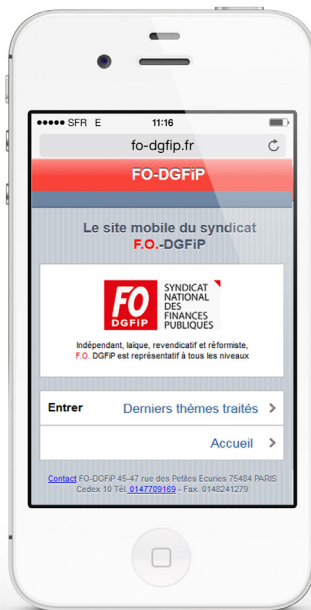 SFR E 11:16
fo-dgfip.fr
FO-DGFiP
Le site mobile du syndicat
F.O.-DGFiP
FO
DGFiP
SYNDICAT
NATIONAL
DES
FINANCES
PUBLIQUES
Indépendant, laïque, revendicatif et réformiste,
F.O. DGFiP est représentatif à tous les niveaux
Entrer Derniers thèmes traités
Accueil
Contact FO-DGFiP 45-47 rue des Petites Ecuries 75484 PARIS
Cedex 10 Tél. 0147709169 - Fax. 0148241279